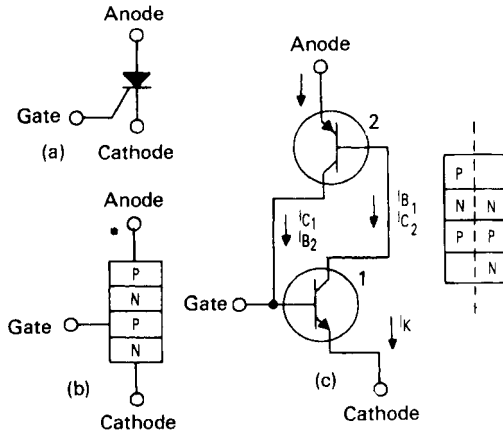 Anode
Gate
(a)
Cathode
Anode
P
N
P
N
Gate
(b)
Cathode
Anode
2
IC1
IB2
IB1
IC2
1
Gate
IK
(c)
Cathode
P
N N
P P
N